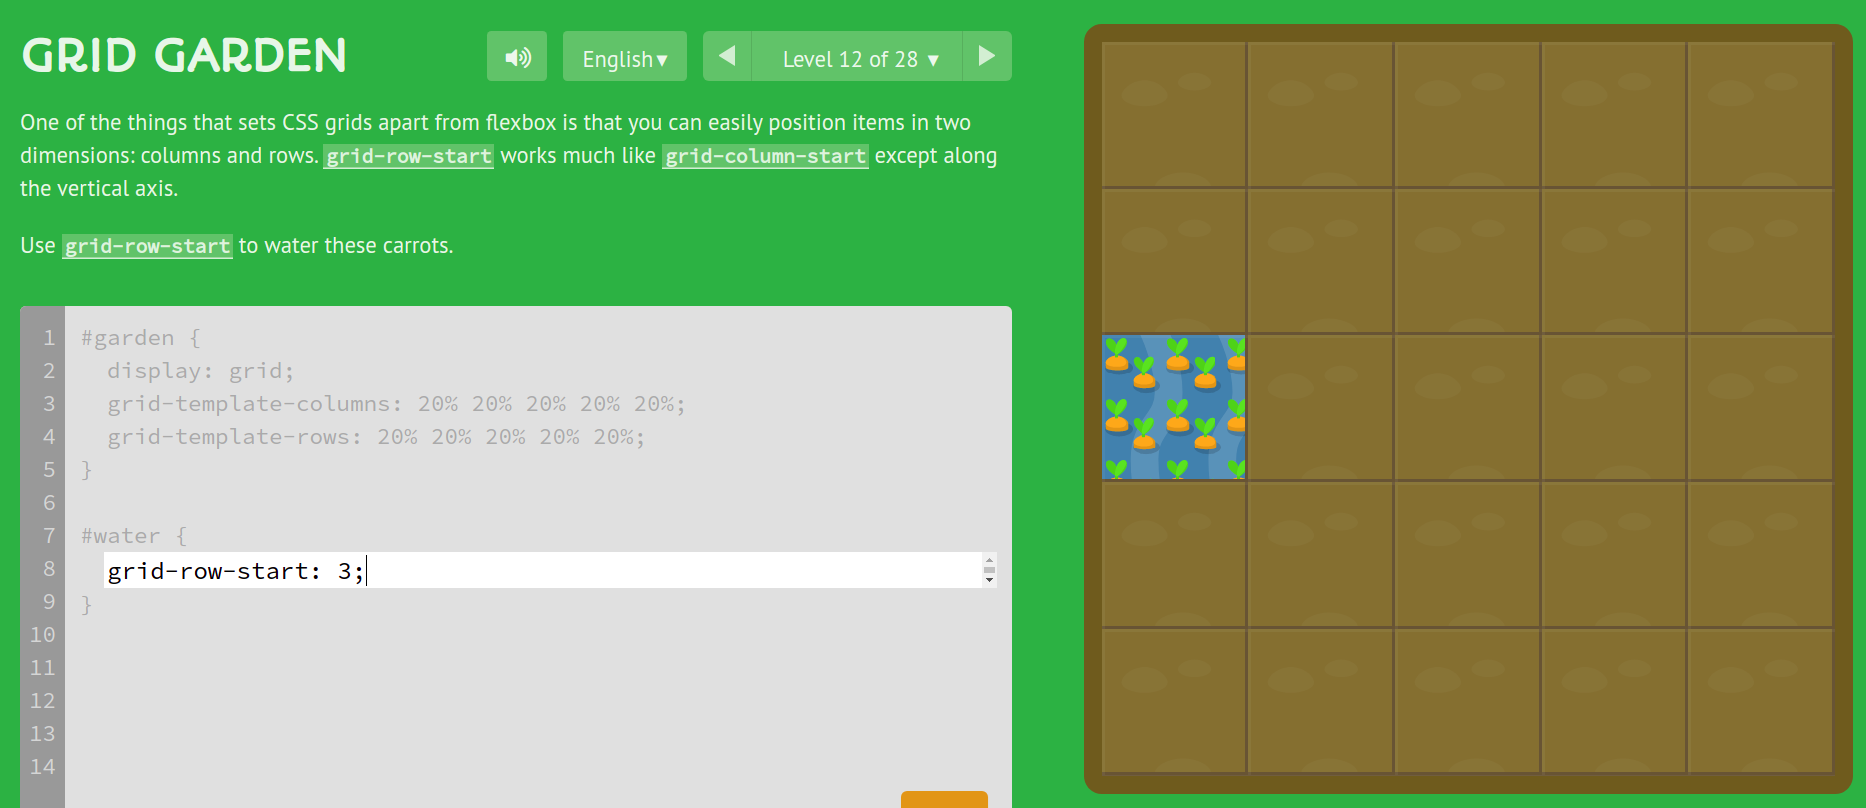 GRID GARDEN
English ▾
Level 12 of 28 ▾
One of the things that sets CSS grids apart from flexbox is that you can easily position items in two
dimensions: columns and rows. grid-row-start works much like grid-column-start except along
the vertical axis.
Use grid-row-start to water these carrots.
1 #garden {
2   display: grid;
3   grid-template-columns: 20% 20% 20% 20% 20%;
4   grid-template-rows: 20% 20% 20% 20% 20%;
5 }
6
7 #water {
8   grid-row-start: 3;
9 }
10
11
12
13
14